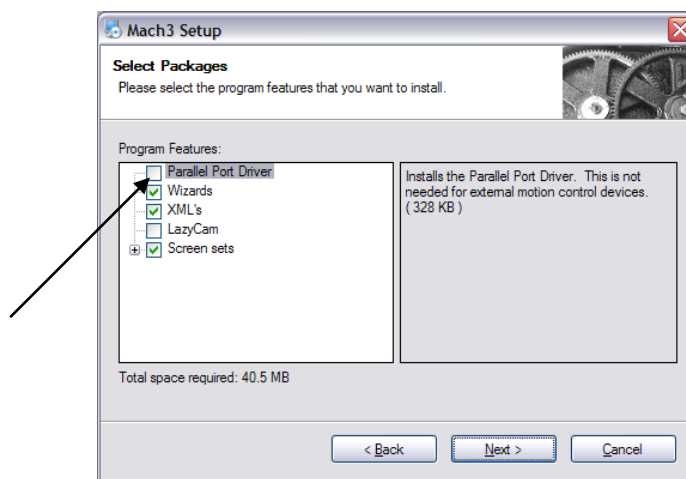 Mach3 Setup
Select Packages
Please select the program features that you want to install.
Program Features:
Parallel Port Driver
Wizards
XML's
LazyCam
Screen sets
Installs the Parallel Port Driver. This is not
needed for external motion control devices.
( 328 KB )
Total space required: 40.5 MB
< Back
Next >
Cancel